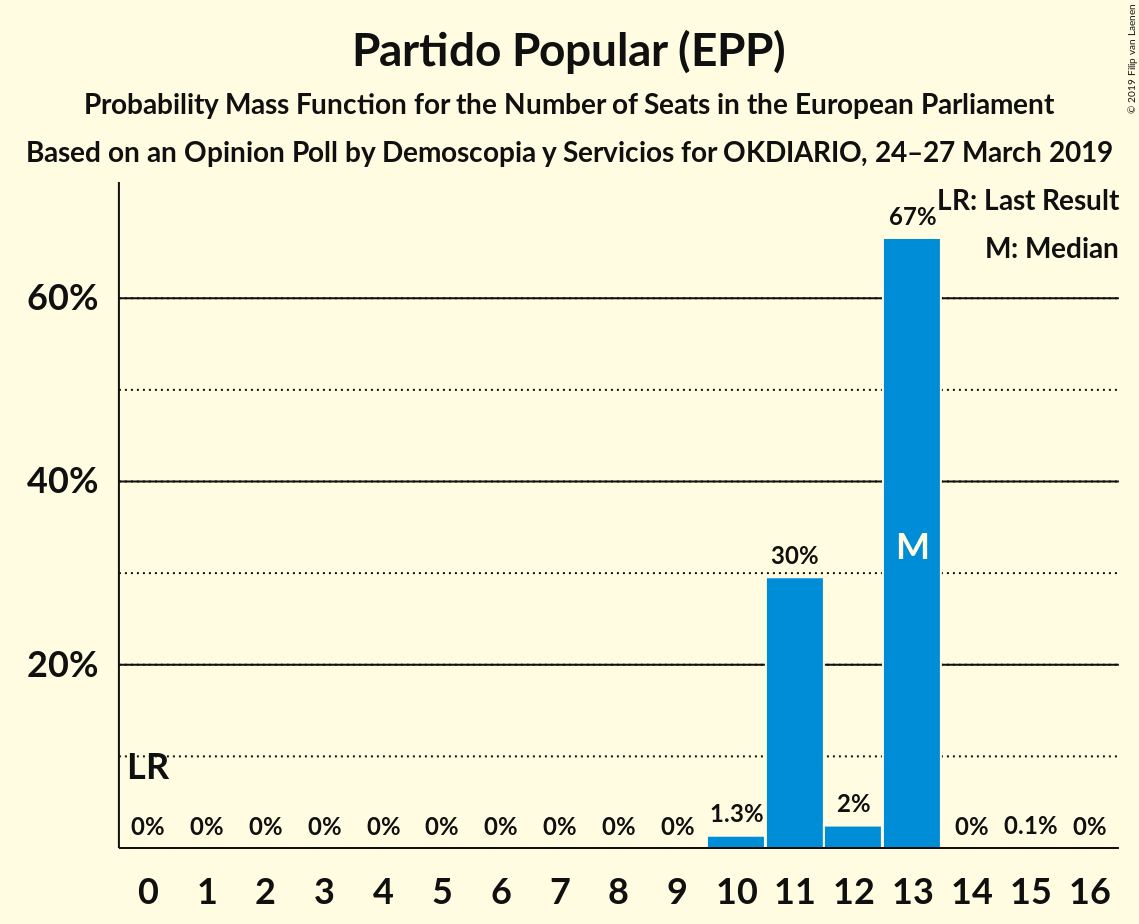 Partido Popular (EPP)
Probability Mass Function for the Number of Seats in the European Parliament
Based on an Opinion Poll by Demoscopia y Servicios for OKDIARIO, 24–27 March 2019
© 2019 Filip van Laenen
LR: Last Result
M: Median
67%
60%
40%
M
30%
20%
LR
0% 0% 0% 0% 0% 0% 0% 0% 0% 0% 1.3% 2% 0% 0.1% 0%
0 1 2 3 4 5 6 7 8 9 10 11 12 13 14 15 16